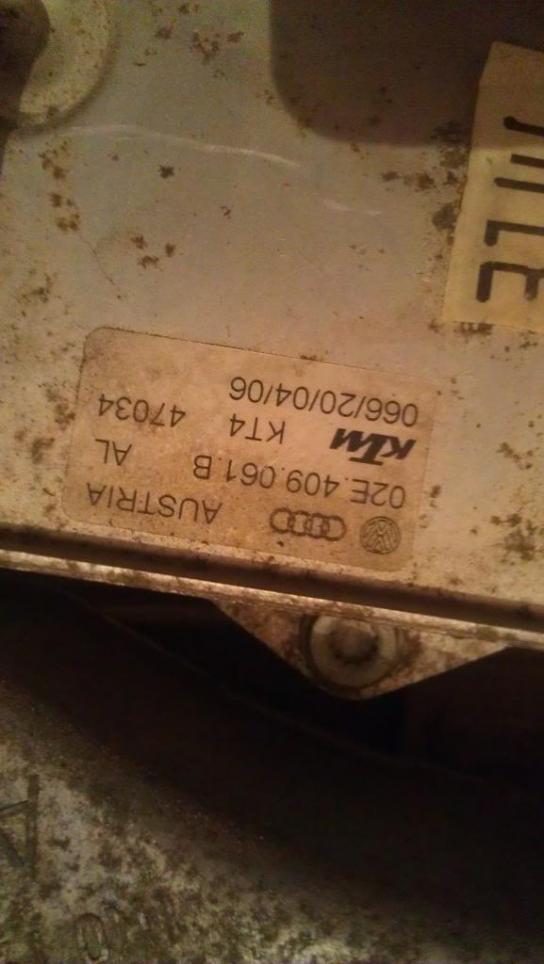 AUSTRIA
02E.409.061.B AL
KTM KT4 47034
066/20/04/06